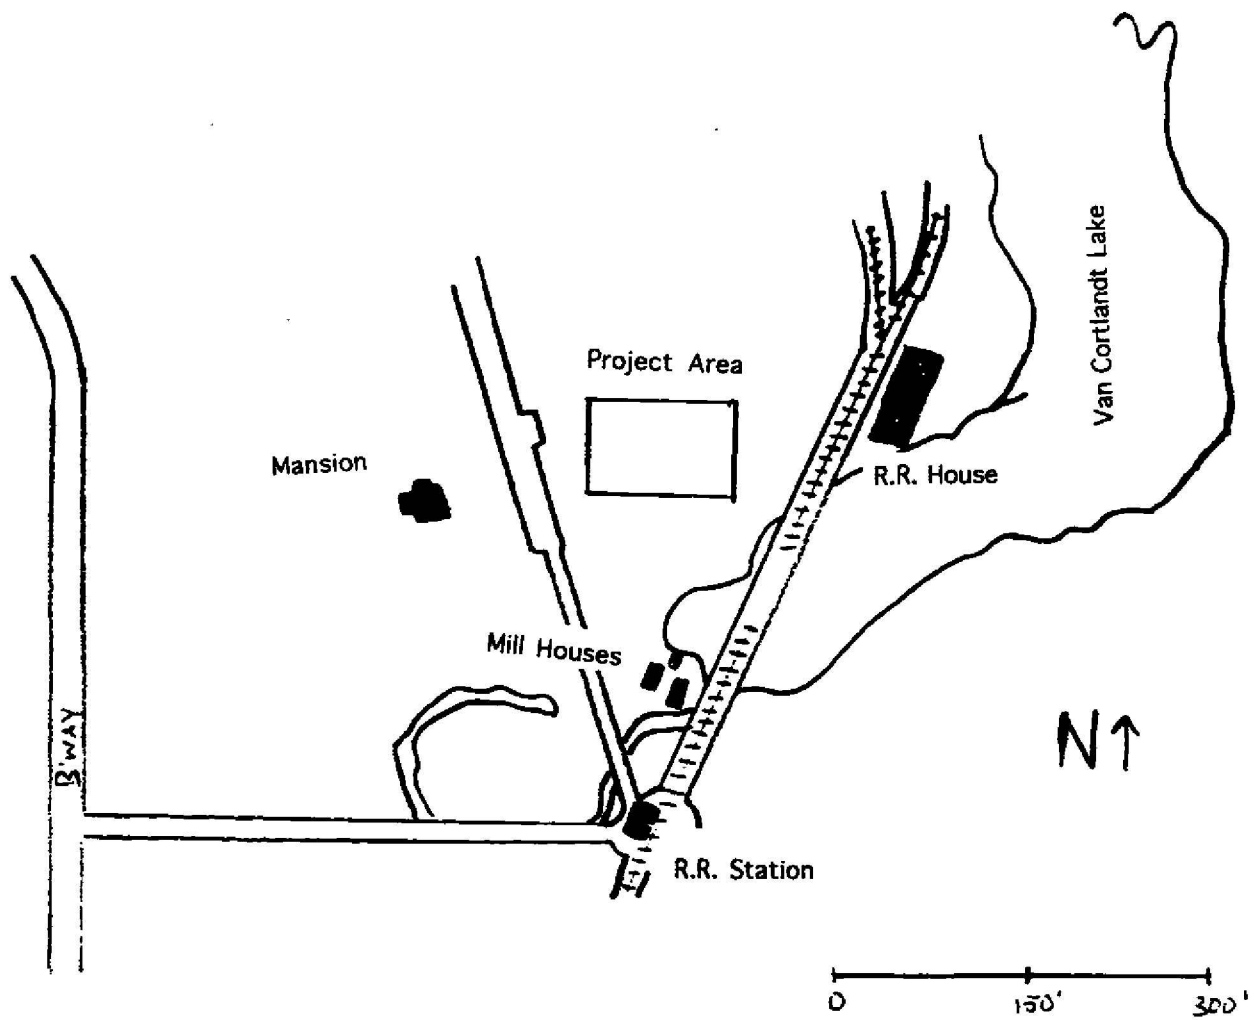 Van Cortlandt Lake
Project Area
Mansion
R.R. House
Mill Houses
B'WAY
N
R.R. Station
0 150' 300'